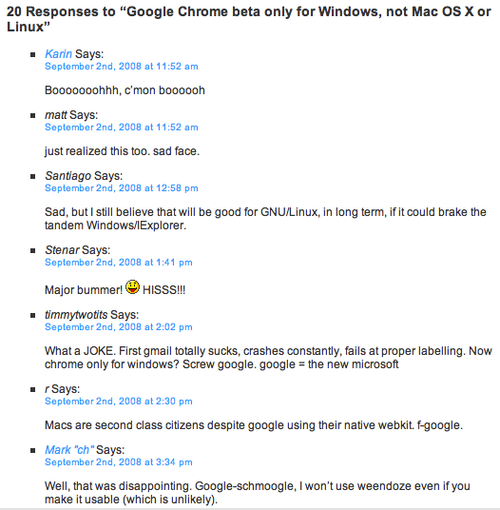 20 Responses to “Google Chrome beta only for Windows, not Mac OS X or
Linux”
Karin Says:
September 2nd, 2008 at 11:52 am
Booooooohhh, c’mon boooooh
matt Says:
September 2nd, 2008 at 11:52 am
just realized this too. sad face.
Santiago Says:
September 2nd, 2008 at 12:58 pm
Sad, but I still believe that will be good for GNU/Linux, in long term, if it could brake the
tandem Windows/IExplorer.
Stenar Says:
September 2nd, 2008 at 1:41 pm
Major bummer! HISSS!!!
timmytwotits Says:
September 2nd, 2008 at 2:02 pm
What a JOKE. First gmail totally sucks, crashes constantly, fails at proper labelling. Now
chrome only for windows? Screw google. google = the new microsoft
r Says:
September 2nd, 2008 at 2:30 pm
Macs are second class citizens despite google using their native webkit. f-google.
Mark "ch" Says:
September 2nd, 2008 at 3:34 pm
Well, that was disappointing. Google-schmoogle, I won’t use weendoze even if you
make it usable (which is unlikely).